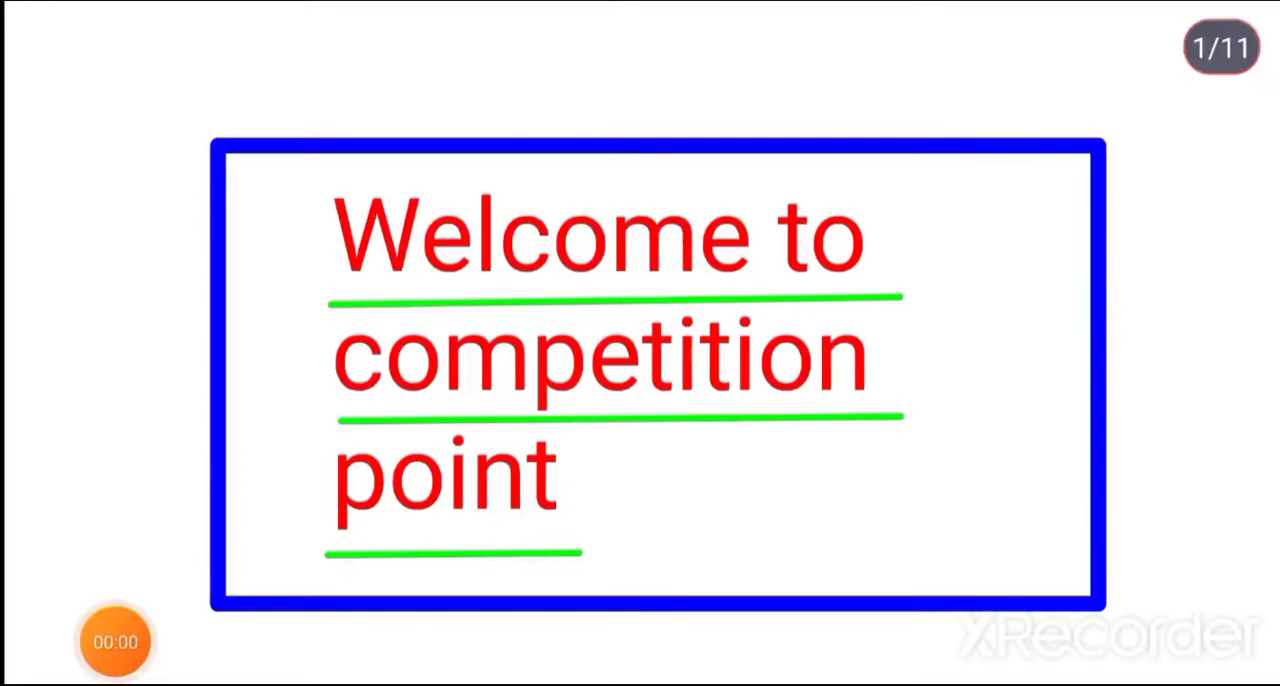 1/11
Welcome to
competition
point
00:00
XRecorder